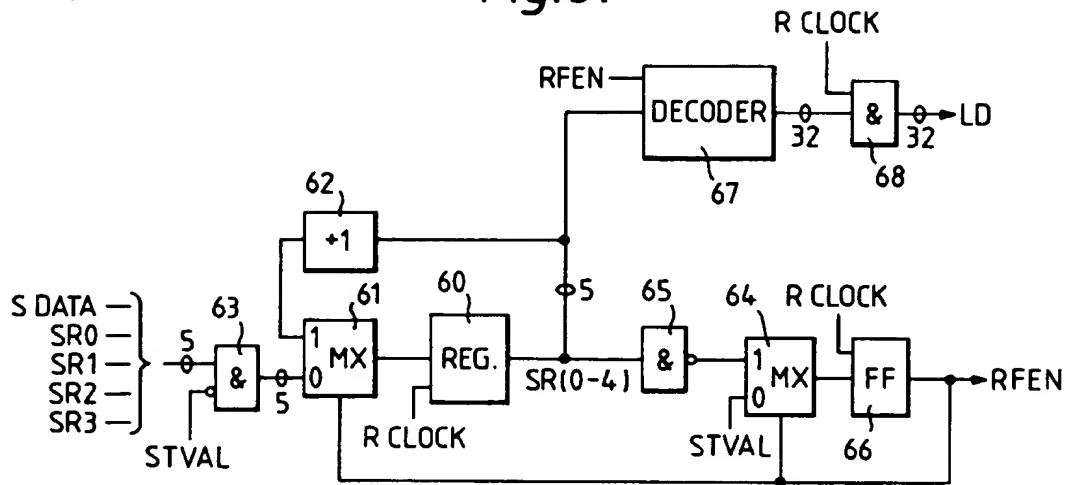 Fig.5.
R CLOCK
RFEN
DECODER
32
&
32
LD
67
68
62
+1
S DATA
SR0
SR1
SR2
SR3
5
63
&
STVAL
5
61
1
0
MX
60
REG.
R CLOCK
5
SR(0-4)
65
&
64
1
0
MX
STVAL
R CLOCK
FF
66
RFEN